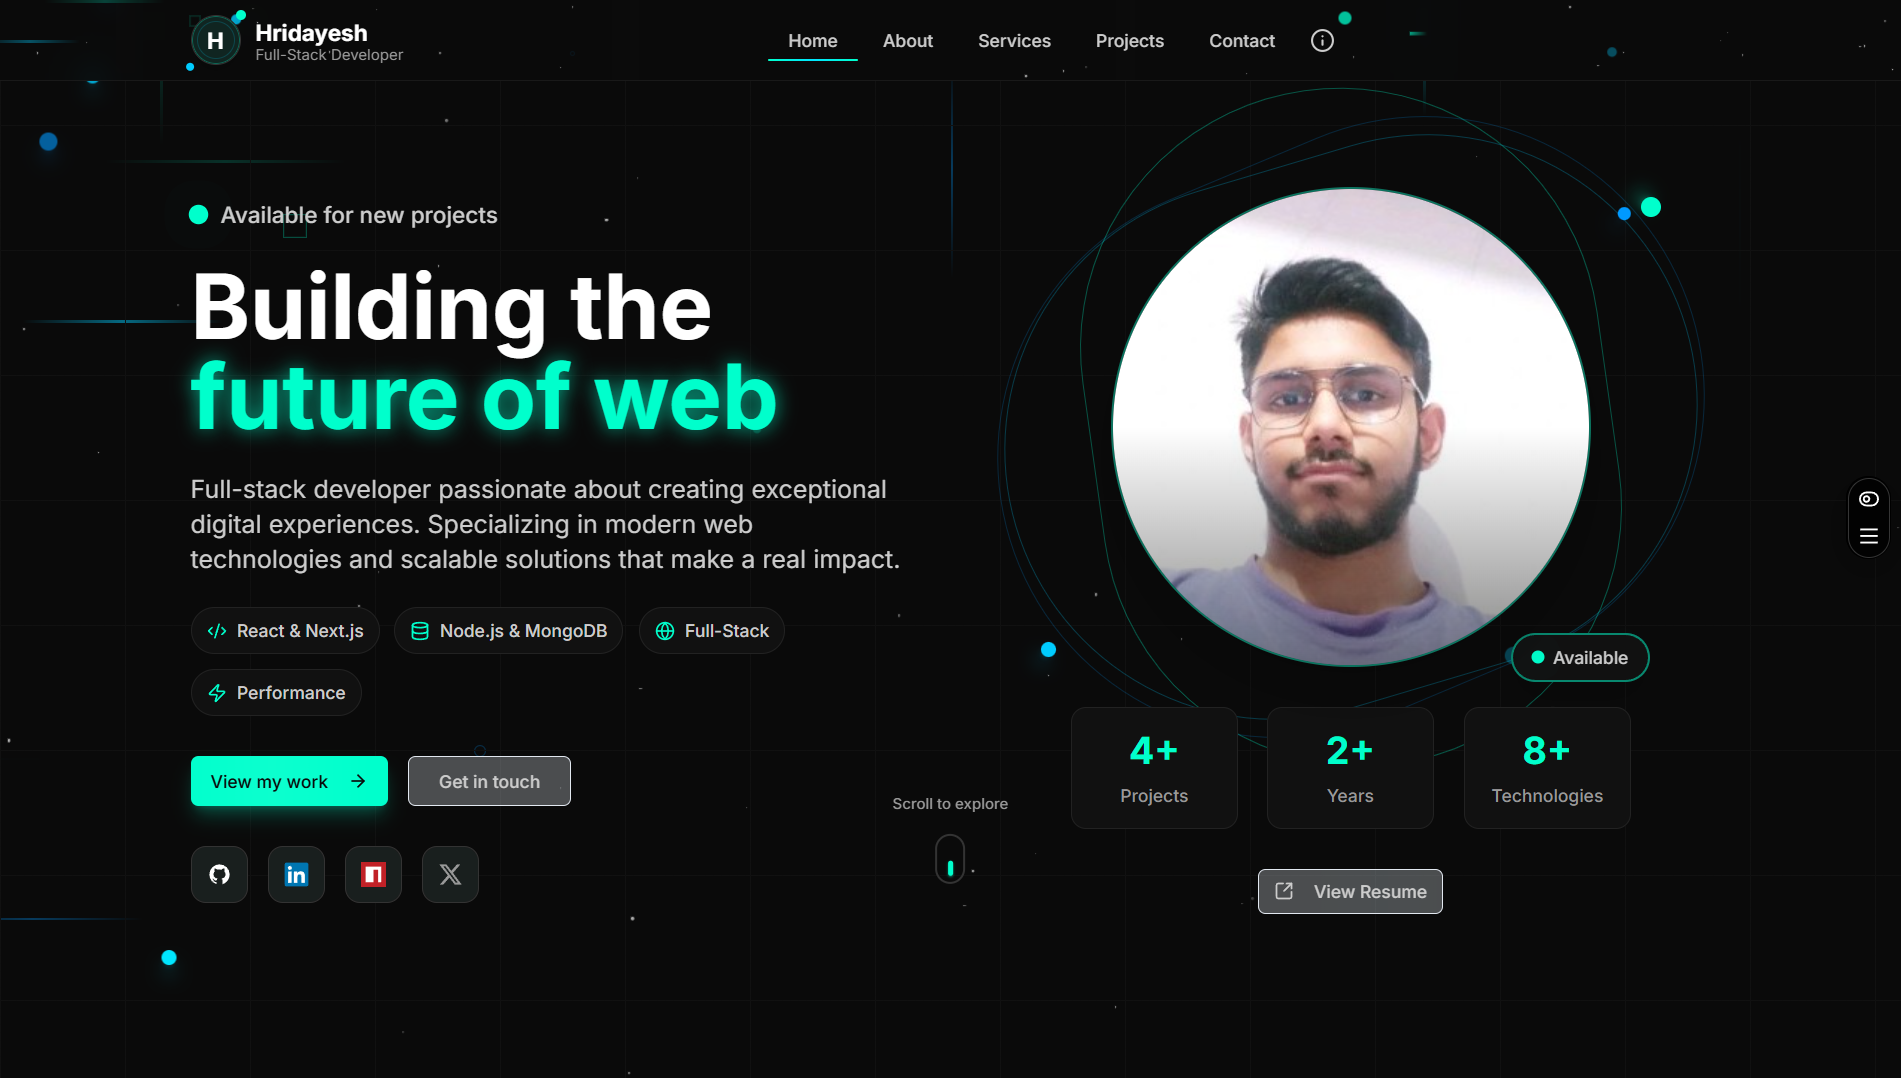 H
Hridayesh
Full-Stack Developer
Home
About
Services
Projects
Contact
Available for new projects
Building the
future of web
Full-stack developer passionate about creating exceptional
digital experiences. Specializing in modern web
technologies and scalable solutions that make a real impact.
React & Next.js
Node.js & MongoDB
Full-Stack
Performance
View my work
Get in touch
in
Scroll to explore
Available
4+
Projects
2+
Years
8+
Technologies
View Resume